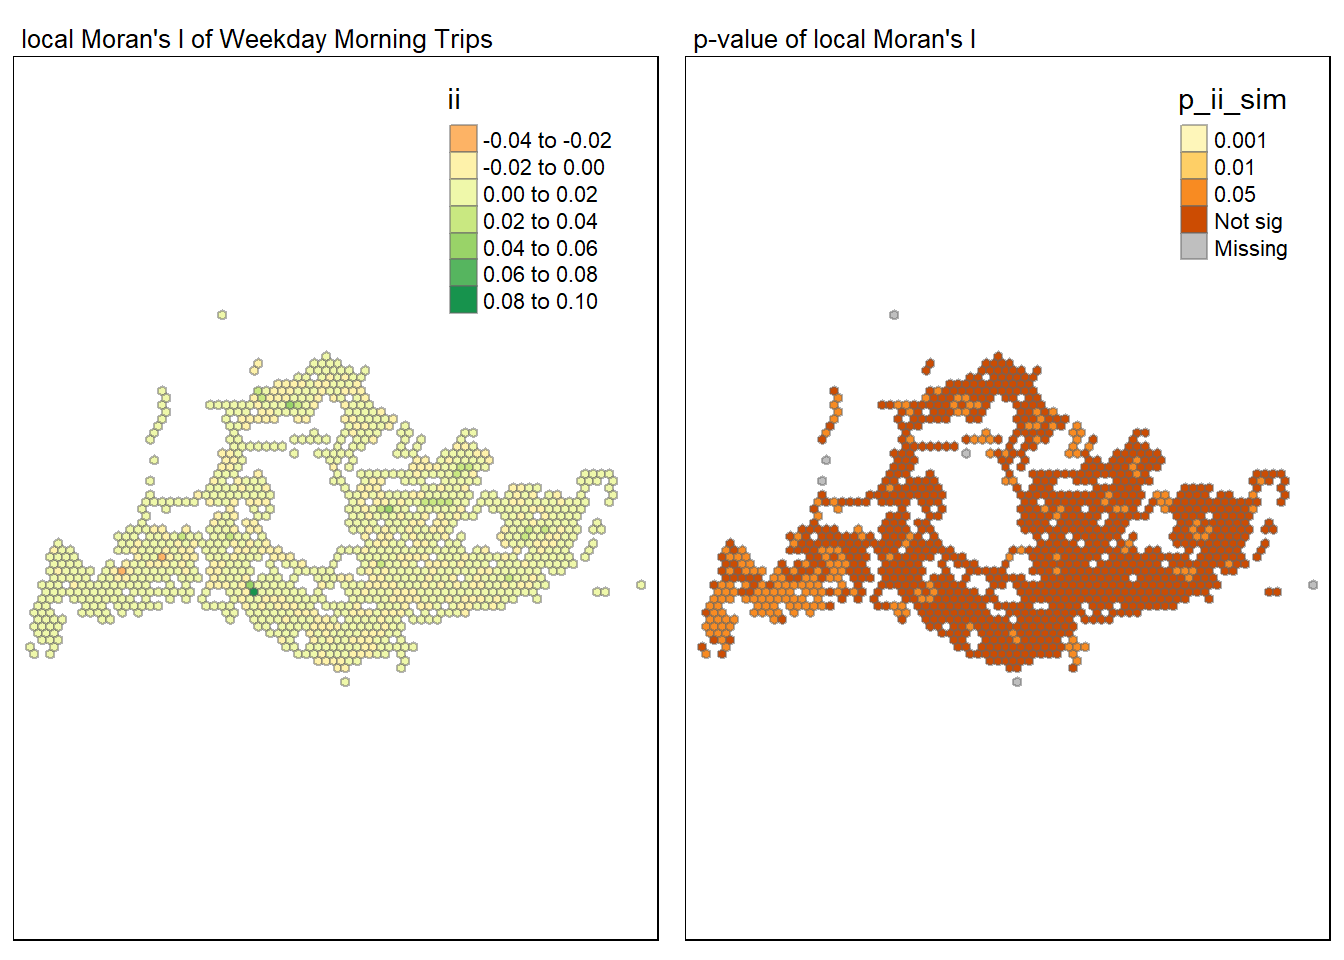 local Moran's I of Weekday Morning Trips
ii
-0.04 to -0.02
-0.02 to 0.00
0.00 to 0.02
0.02 to 0.04
0.04 to 0.06
0.06 to 0.08
0.08 to 0.10
p-value of local Moran's I
p_ii_sim
0.001
0.01
0.05
Not sig
Missing